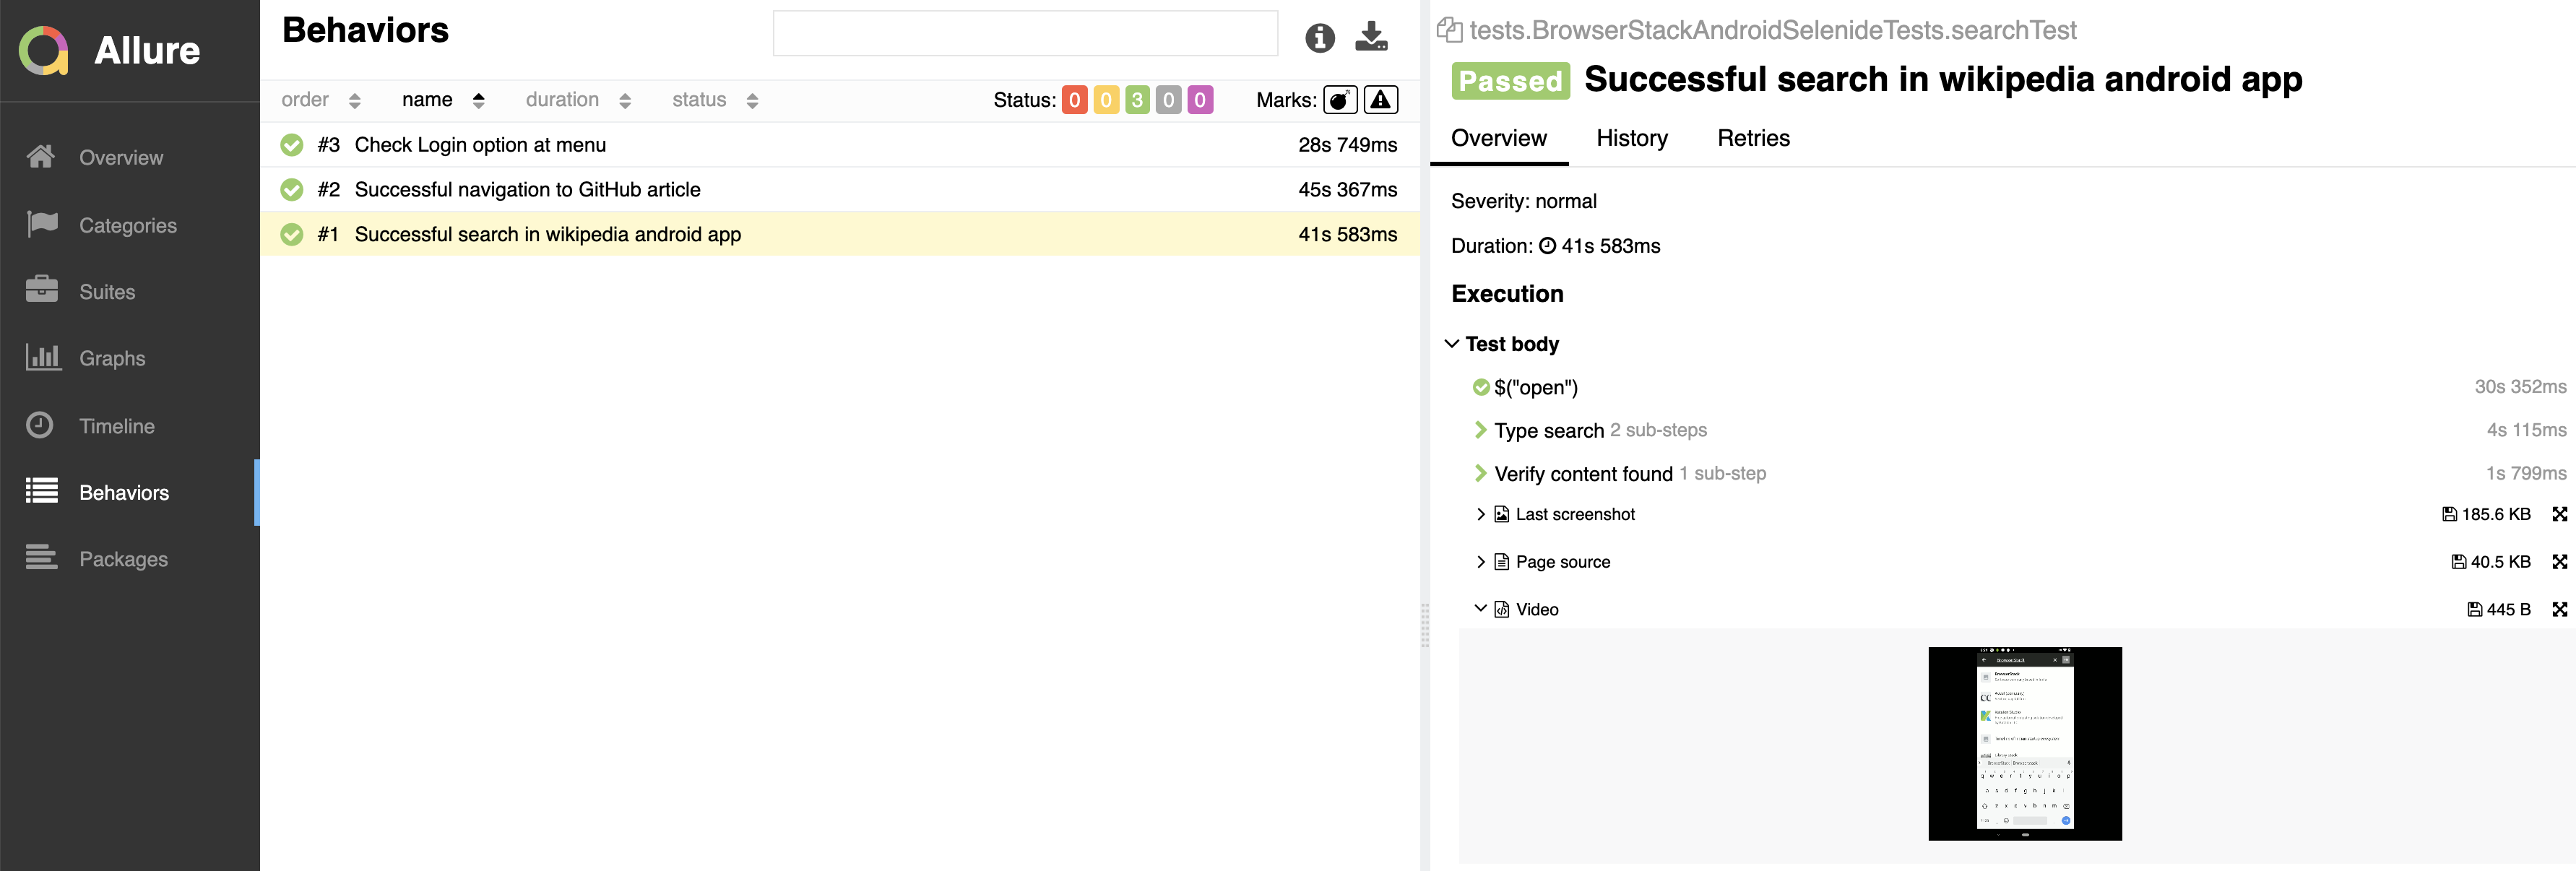 Allure
Overview
Categories
Suites
Graphs
Timeline
Behaviors
Packages
Behaviors
order name duration status Status: 0 0 3 0 0 Marks:
#3 Check Login option at menu 28s 749ms
#2 Successful navigation to GitHub article 45s 367ms
#1 Successful search in wikipedia android app 41s 583ms
tests.BrowserStackAndroidSelenideTests.searchTest
Passed Successful search in wikipedia android app
Overview History Retries
Severity: normal
Duration: 41s 583ms
Execution
Test body
$("open") 30s 352ms
Type search 2 sub-steps 4s 115ms
Verify content found 1 sub-step 1s 799ms
Last screenshot 185.6 KB
Page source 40.5 KB
Video 445 B
BrowserStack
BrowserStack
q w e r t y u i o p
a s d f g h j k l
z x c v b n m